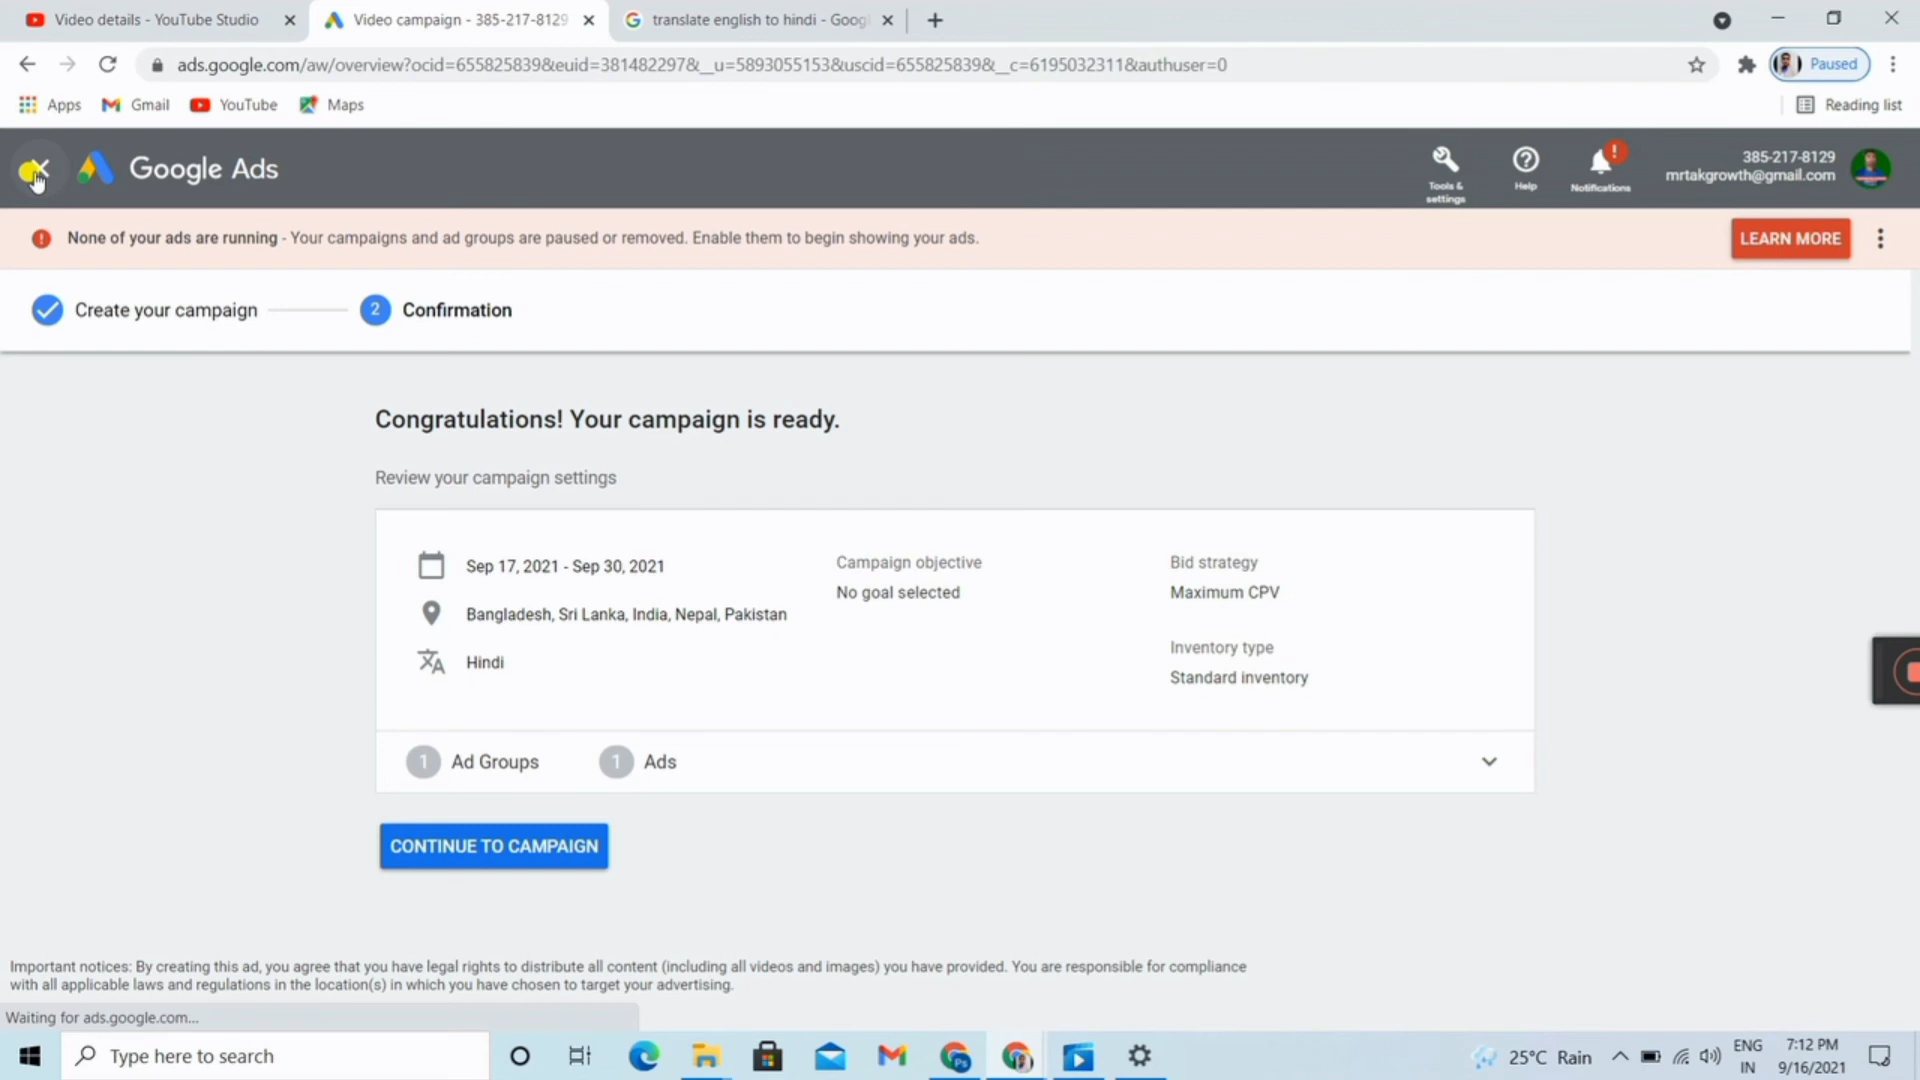 Video details - YouTube Studio
Video campaign - 385-217-8129
translate english to hindi - Goog
ads.google.com/aw/overview?ocid=655825839&euid=381482297&__u=5893055153&uscid=655825839&__c=6195032311&authuser=0
Paused
Apps
Gmail
YouTube
Maps
Reading list
Google Ads
Tools & settings
Help
Notifications
385-217-8129
mrtakgrowth@gmail.com
None of your ads are running - Your campaigns and ad groups are paused or removed. Enable them to begin showing your ads.
LEARN MORE
Create your campaign
2 Confirmation
Congratulations! Your campaign is ready.
Review your campaign settings
Sep 17, 2021 - Sep 30, 2021
Bangladesh, Sri Lanka, India, Nepal, Pakistan
Hindi
Campaign objective
No goal selected
Bid strategy
Maximum CPV
Inventory type
Standard inventory
1 Ad Groups
1 Ads
CONTINUE TO CAMPAIGN
Important notices: By creating this ad, you agree that you have legal rights to distribute all content (including all videos and images) you have provided. You are responsible for compliance
with all applicable laws and regulations in the location(s) in which you have chosen to target your advertising.
Waiting for ads.google.com...
Type here to search
25°C Rain
ENG
IN
7:12 PM
9/16/2021